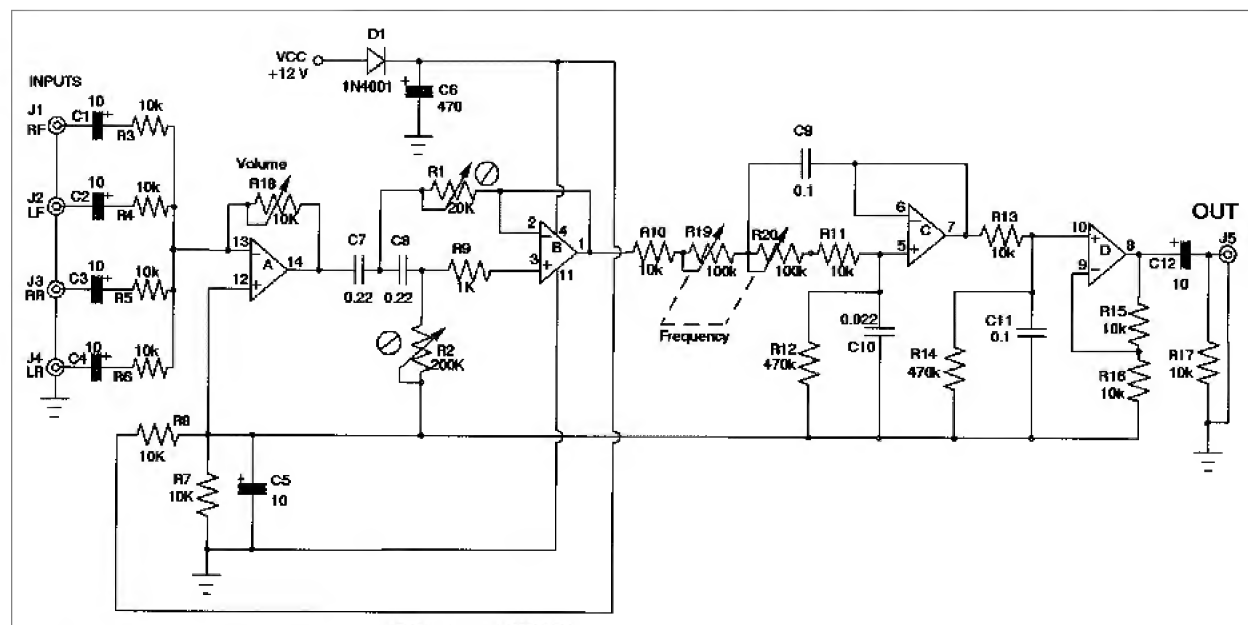 INPUTS
J1
RF
10
C1
+
10k
R3
J2
LF
10
C2
+
10k
R4
J3
RR
10
C3
+
10k
R5
J4
LR
10
C4
+
10k
R6
VCC
+12 V
D1
1N4001
+
C6
470
Volume
R18
10K
13
-
A
14
12
+
C7
0.22
C8
0.22
R1
20K
R9
1K
R2
200K
2
-
4
B
1
3
+
11
R10
10k
R19
100k
R20
100k
Frequency
R11
10k
C9
0.1
6
-
C
7
5
+
R12
470k
0.022
C10
R13
10k
R14
470k
C11
0.1
10
+
D
8
9
-
R15
10k
R16
10k
+
C12
10
R17
10k
OUT
J5
R8
10K
R7
10K
+
C5
10